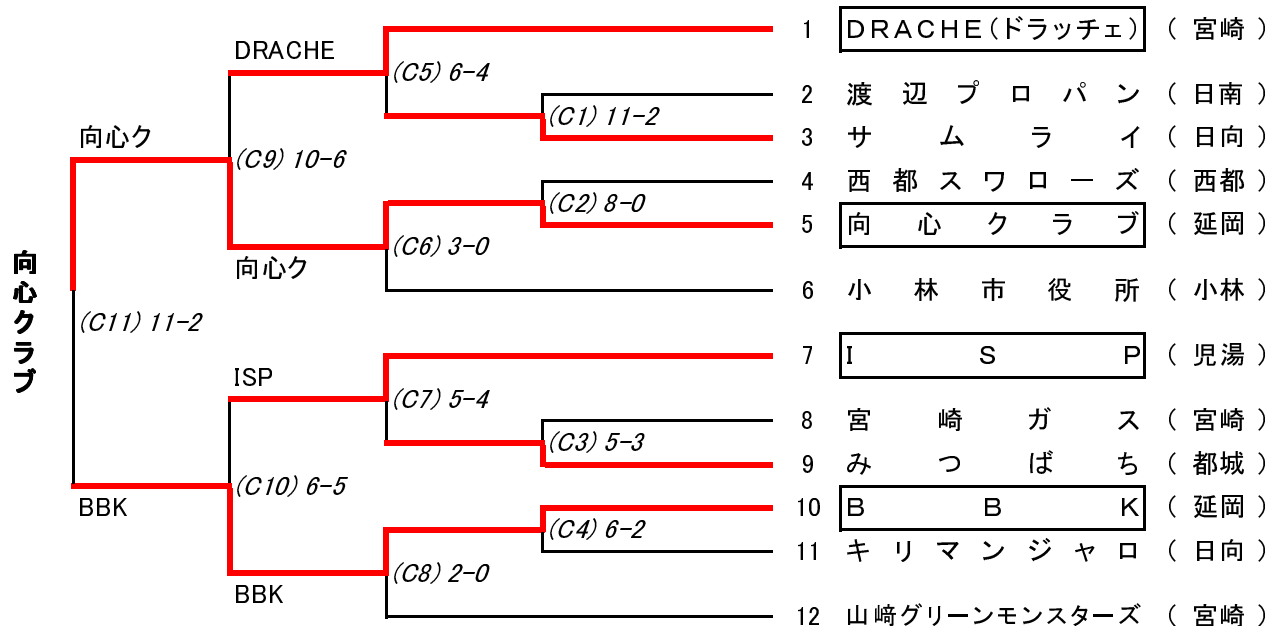 1 DRACHE(ドラッチェ) ( 宮崎 )
2 渡辺プロパン ( 日南 )
3 サムライ ( 日向 )
4 西都スワローズ ( 西都 )
5 向心クラブ ( 延岡 )
6 小林市役所 ( 小林 )
7 ISP ( 児湯 )
8 宮崎ガス ( 宮崎 )
9 みつばち ( 都城 )
10 BBK ( 延岡 )
11 キリマンジャロ ( 日向 )
12 山﨑グリーンモンスターズ ( 宮崎 )
(C1) 11-2
(C2) 8-0
(C3) 5-3
(C4) 6-2
(C5) 6-4
(C6) 3-0
(C7) 5-4
(C8) 2-0
DRACHE
(C9) 10-6
向心ク
ISP
(C10) 6-5
BBK
向心ク
(C11) 11-2
BBK
向心クラブ